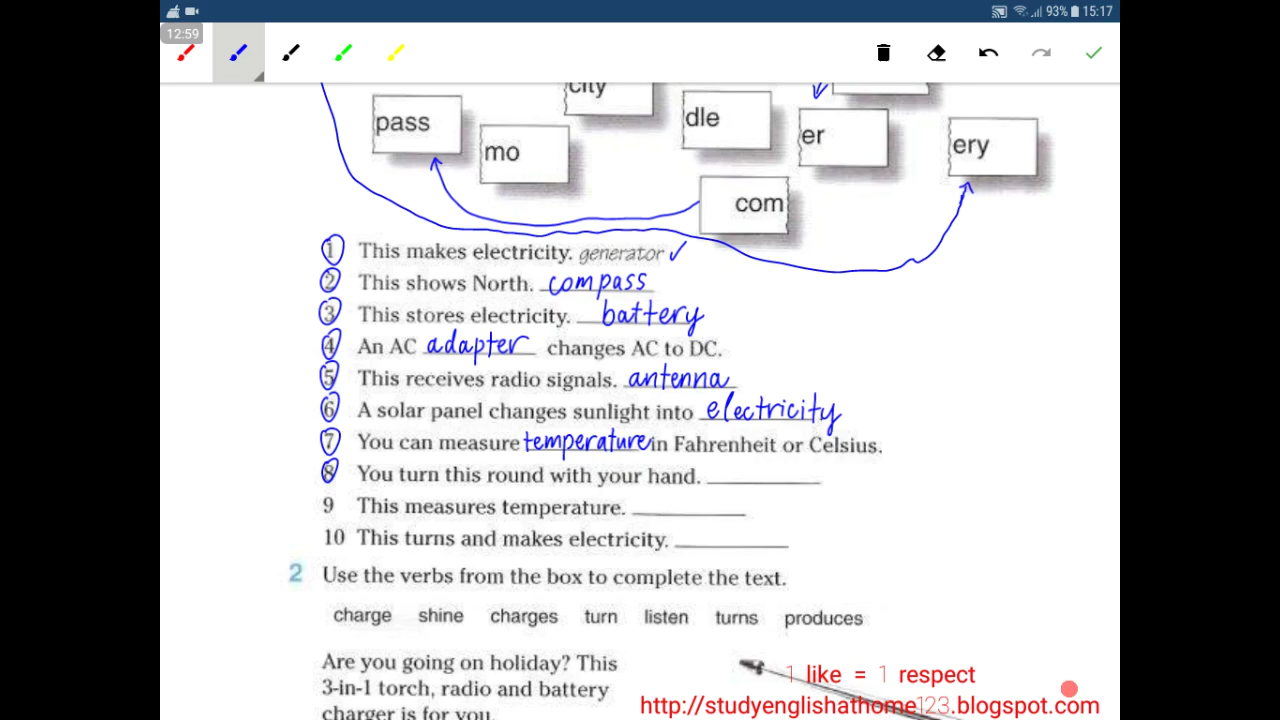 93% 15:17
12:59
city
pass
dle
er
mo
ery
com
1 This makes electricity. generator
2 This shows North. compass
3 This stores electricity. battery
4 An AC adapter changes AC to DC.
5 This receives radio signals. antenna
6 A solar panel changes sunlight into electricity
7 You can measure temperature in Fahrenheit or Celsius.
8 You turn this round with your hand.
9 This measures temperature.
10 This turns and makes electricity.
2 Use the verbs from the box to complete the text.
charge shine charges turn listen turns produces
Are you going on holiday? This
3-in-1 torch, radio and battery
charger is for you.
1 like = 1 respect
http://studyenglishathome123.blogspot.com